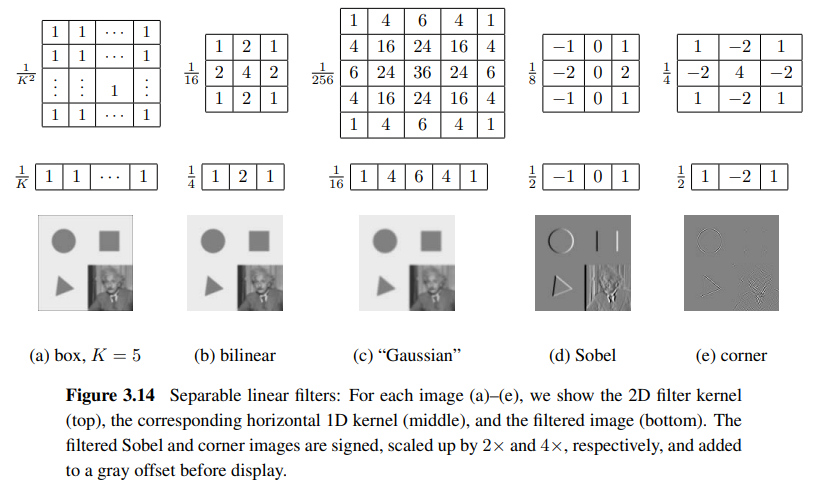 1/K² 1 1 ⋯ 1
1 1 ⋯ 1
⋮ ⋮ 1 ⋮
1 1 ⋯ 1
1/16 1 2 1
2 4 2
1 2 1
1/256 1 4 6 4 1
4 16 24 16 4
6 24 36 24 6
4 16 24 16 4
1 4 6 4 1
1/8 −1 0 1
−2 0 2
−1 0 1
1/4 1 −2 1
−2 4 −2
1 −2 1
1/K 1 1 ⋯ 1
1/4 1 2 1
1/16 1 4 6 4 1
1/2 −1 0 1
1/2 1 −2 1
(a) box, K = 5
(b) bilinear
(c) “Gaussian”
(d) Sobel
(e) corner
Figure 3.14 Separable linear filters: For each image (a)–(e), we show the 2D filter kernel
(top), the corresponding horizontal 1D kernel (middle), and the filtered image (bottom). The
filtered Sobel and corner images are signed, scaled up by 2× and 4×, respectively, and added
to a gray offset before display.